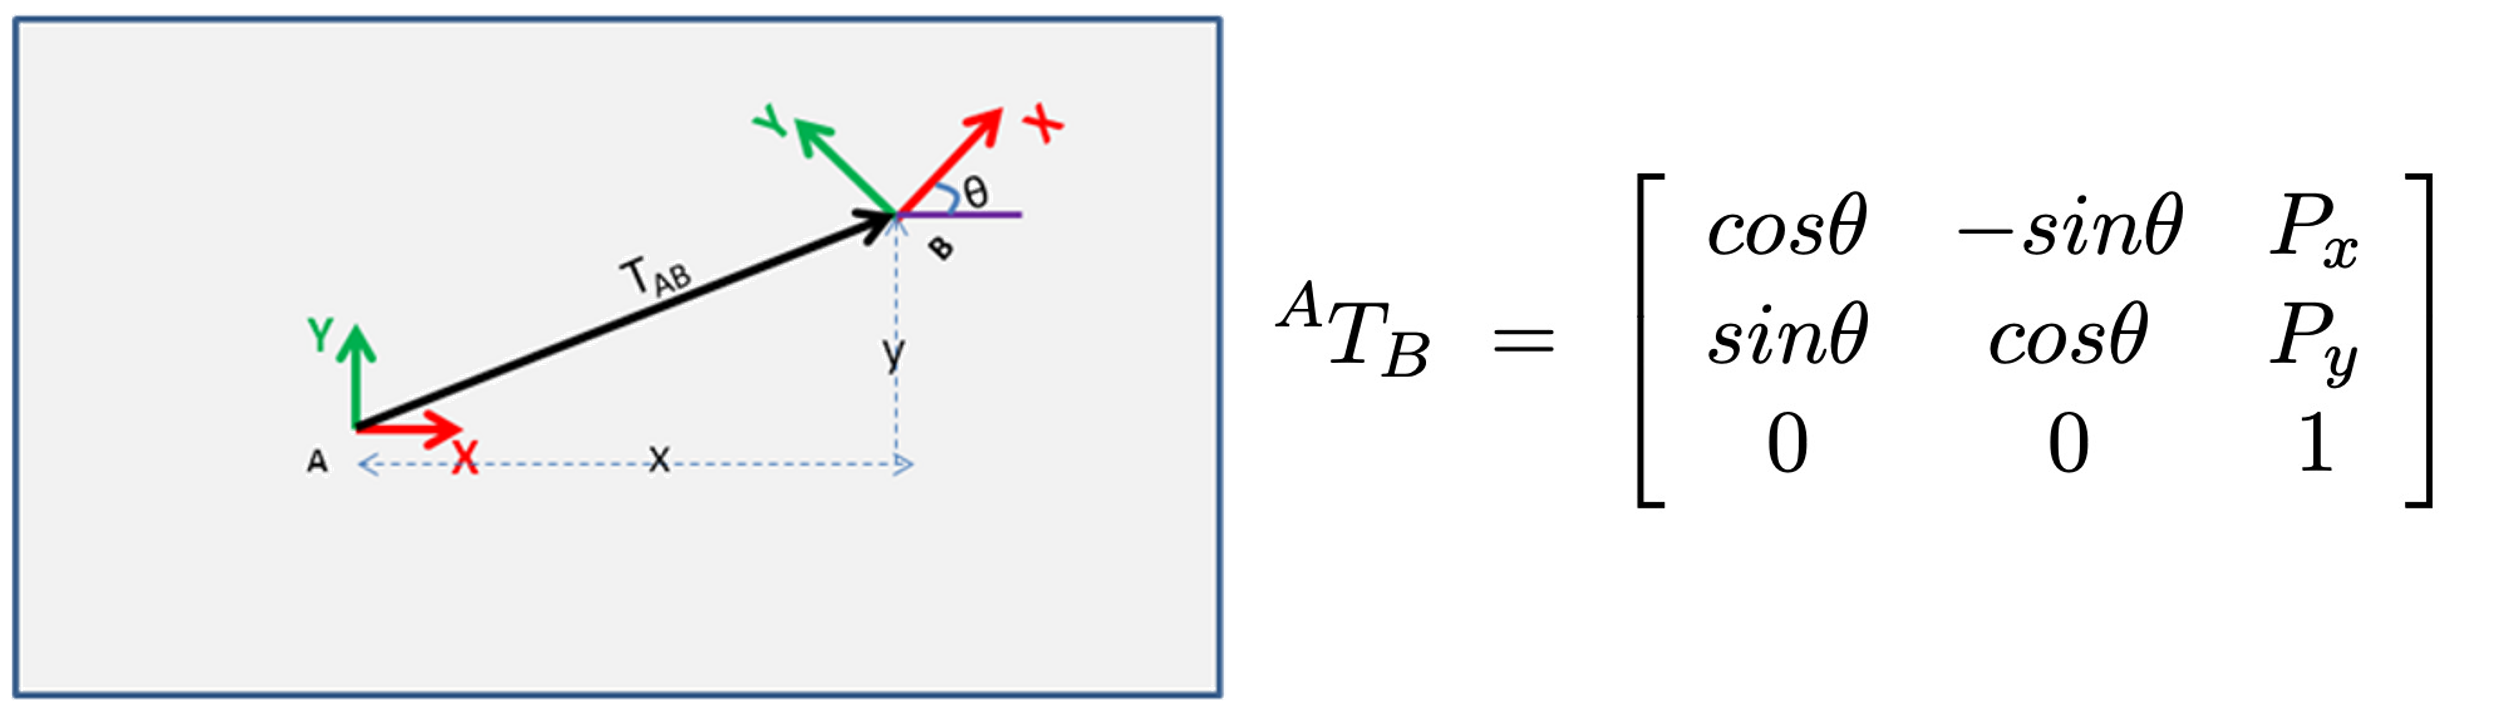 Y
X
θ
B
T_AB
Y
y
A
X
x
^A T_B = [ cosθ −sinθ P_x
sinθ cosθ P_y
0 0 1 ]